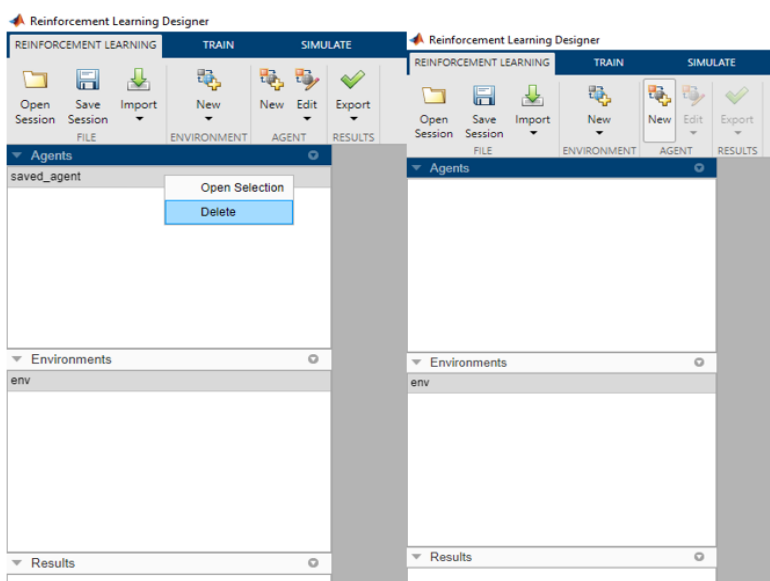 Reinforcement Learning Designer
REINFORCEMENT LEARNING TRAIN SIMULATE
Open Session Save Session Import New New Edit Export
FILE ENVIRONMENT AGENT RESULTS
Agents
saved_agent
Open Selection
Delete
Environments
env
Results
Reinforcement Learning Designer
REINFORCEMENT LEARNING TRAIN SIMULATE
Open Session Save Session Import New New Edit Export
FILE ENVIRONMENT AGENT RESULTS
Agents
Environments
env
Results